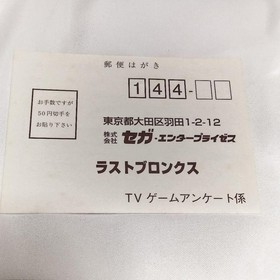 郵便はがき
144-
お手数ですが
50円切手を
お貼り下さい
東京都大田区羽田1-2-12
株式会社 セガ・エンタープライゼス
ラストブロンクス
TVゲームアンケート係